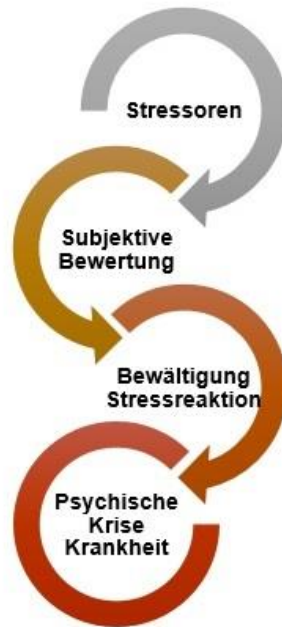 Stressoren
Subjektive
Bewertung
Bewältigung
Stressreaktion
Psychische
Krise
Krankheit